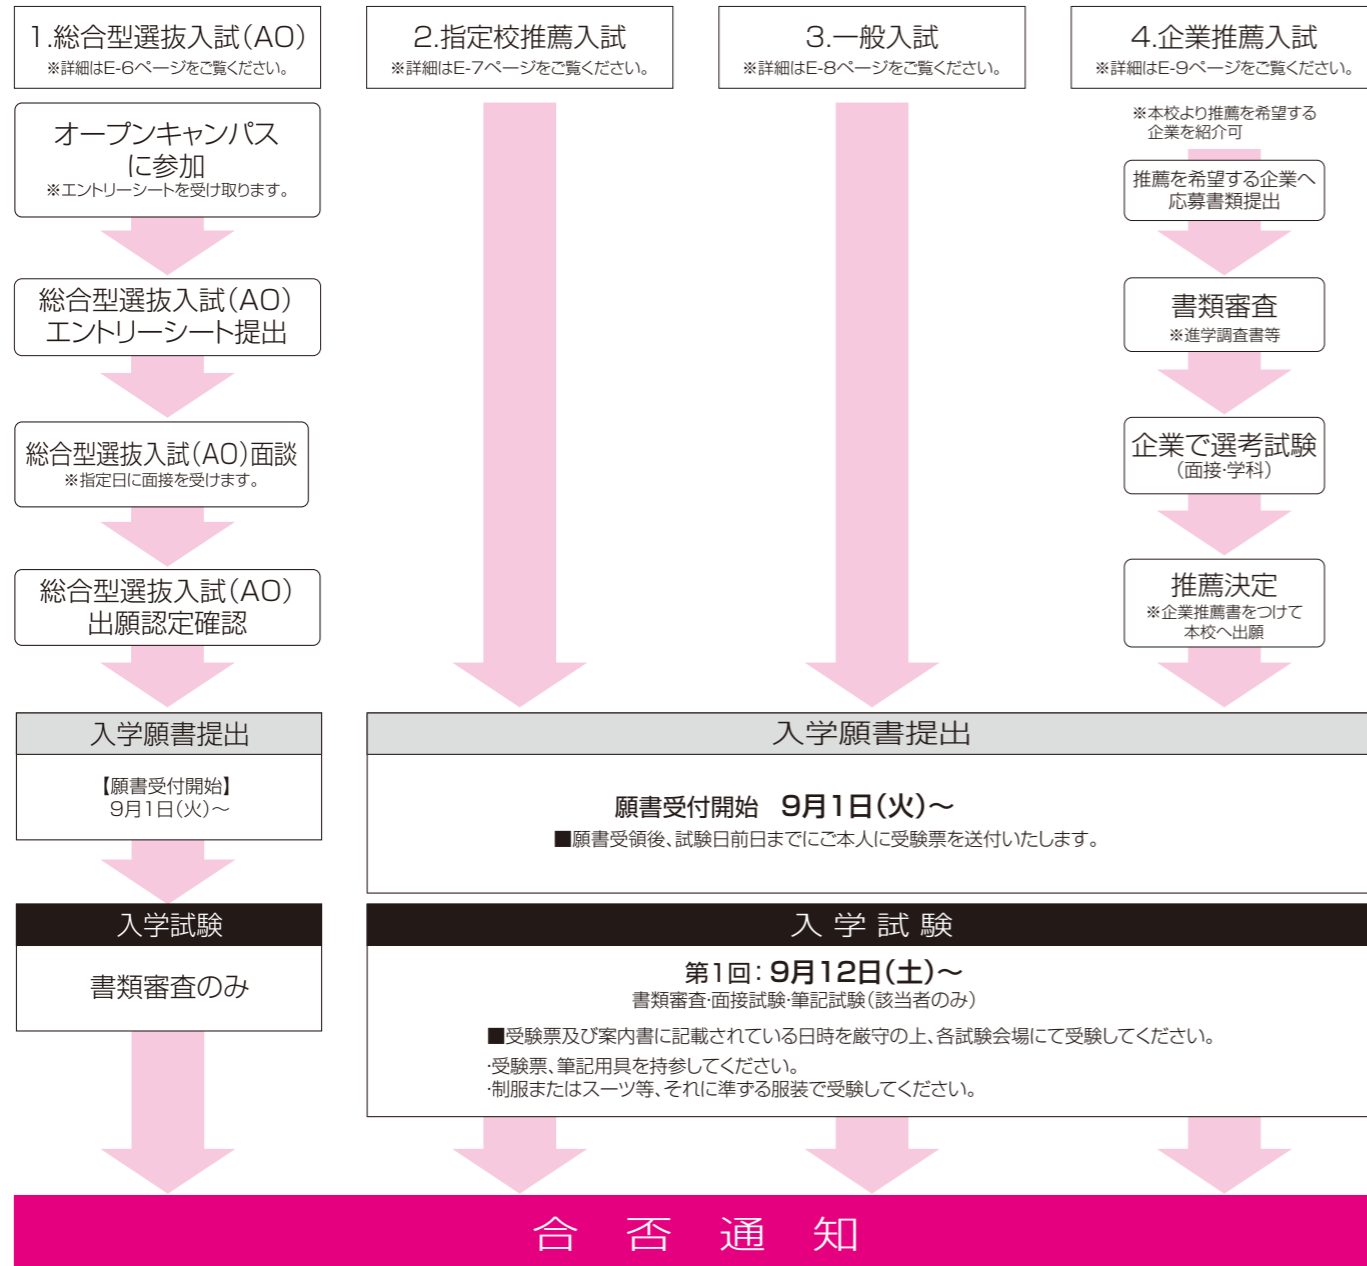 1.総合型選抜入試(AO)
※詳細はE-6ページをご覧ください。
オープンキャンパス
に参加
※エントリーシートを受け取ります。
総合型選抜入試(AO)
エントリーシート提出
総合型選抜入試(AO)面談
※指定日に面接を受けます。
総合型選抜入試(AO)
出願認定確認
入学願書提出
【願書受付開始】
9月1日(火)～
入学試験
書類審査のみ
2.指定校推薦入試
※詳細はE-7ページをご覧ください。
3.一般入試
※詳細はE-8ページをご覧ください。
4.企業推薦入試
※詳細はE-9ページをご覧ください。
※本校より推薦を希望する
企業を紹介可
推薦を希望する企業へ
応募書類提出
書類審査
※進学調査書等
企業で選考試験
(面接・学科)
推薦決定
※企業推薦書をつけて
本校へ出願
入学願書提出
願書受付開始 9月1日(火)～
■願書受領後、試験日前日までにご本人に受験票を送付いたします。
入学試験
第1回：9月12日(土)～
書類審査・面接試験・筆記試験(該当者のみ)
■受験票及び案内書に記載されている日時を厳守の上、各試験会場にて受験してください。
・受験票、筆記用具を持参してください。
・制服またはスーツ等、それに準ずる服装で受験してください。
合否通知